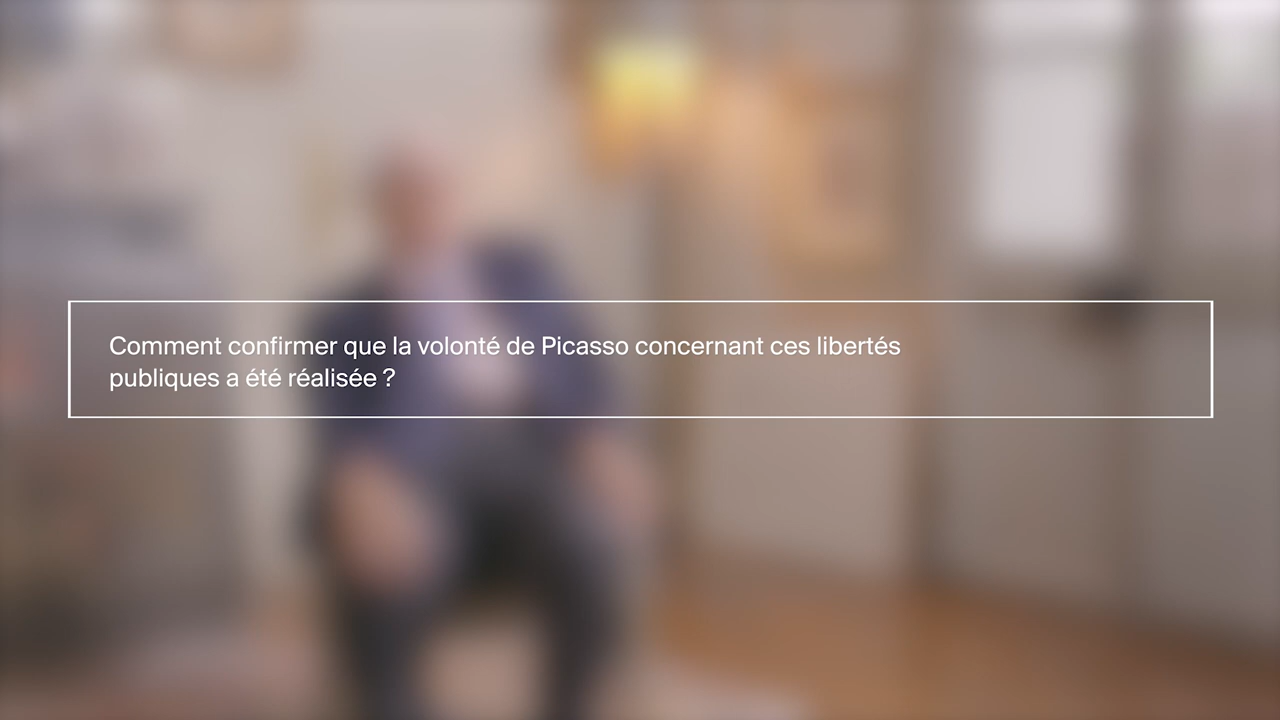 Comment confirmer que la volonté de Picasso concernant ces libertés
publiques a été réalisée ?